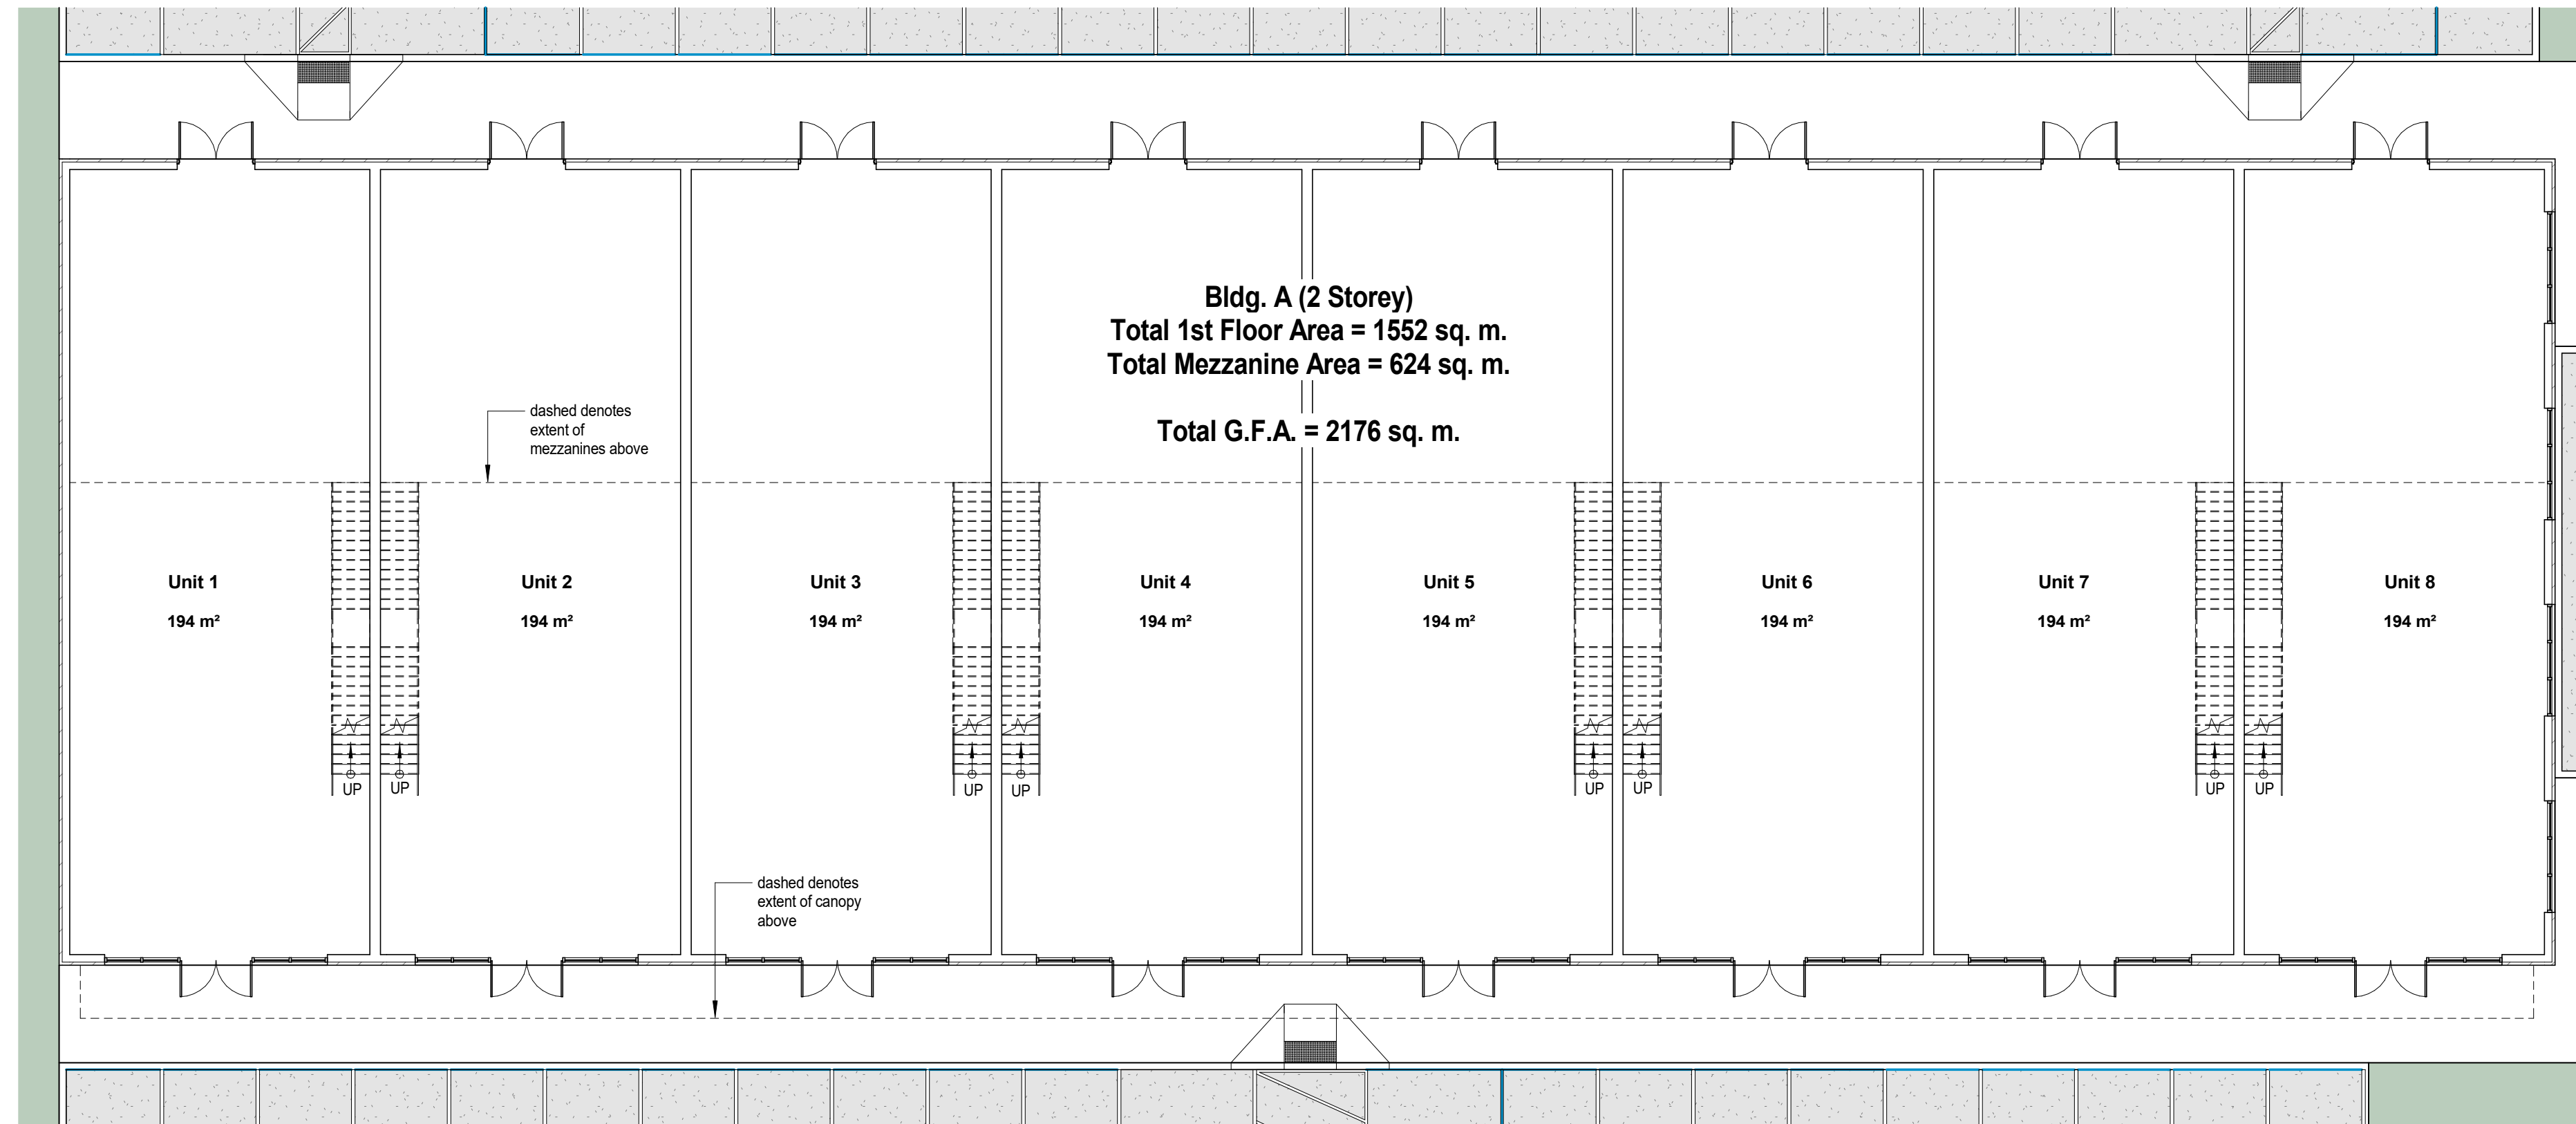 Bldg. A (2 Storey)
Total 1st Floor Area = 1552 sq. m.
Total Mezzanine Area = 624 sq. m.
Total G.F.A. = 2176 sq. m.
dashed denotes
extent of
mezzanines above
Unit 1
194 m²
Unit 2
194 m²
Unit 3
194 m²
Unit 4
194 m²
Unit 5
194 m²
Unit 6
194 m²
Unit 7
194 m²
Unit 8
194 m²
UP
UP
UP
UP
UP
UP
UP
UP
dashed denotes
extent of canopy
above